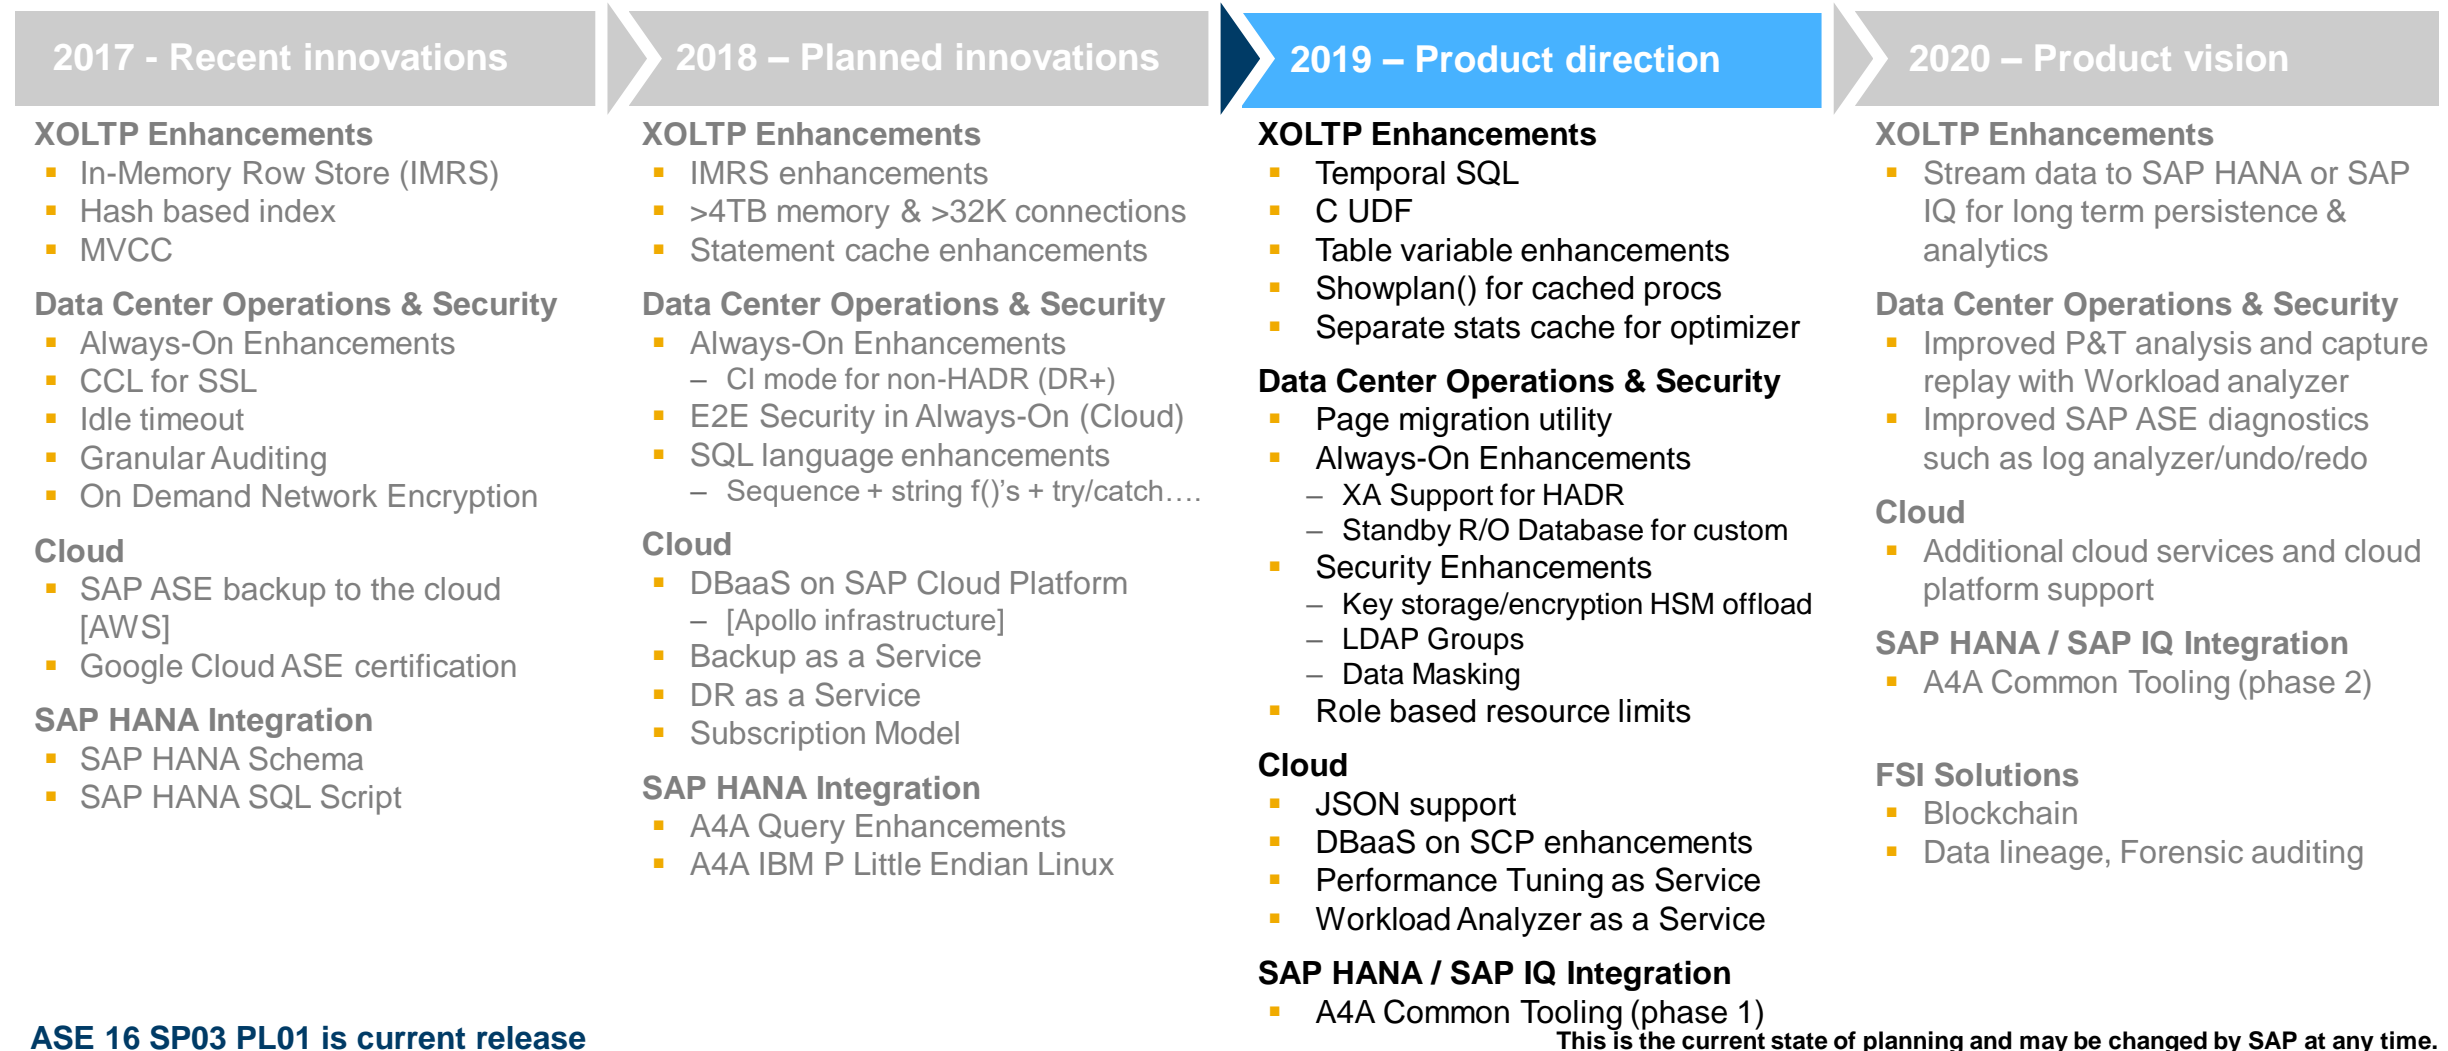 2017 - Recent innovations
XOLTP Enhancements
▪ In-Memory Row Store (IMRS)
▪ Hash based index
▪ MVCC
Data Center Operations & Security
▪ Always-On Enhancements
▪ CCL for SSL
▪ Idle timeout
▪ Granular Auditing
▪ On Demand Network Encryption
Cloud
▪ SAP ASE backup to the cloud
[AWS]
▪ Google Cloud ASE certification
SAP HANA Integration
▪ SAP HANA Schema
▪ SAP HANA SQL Script
2018 – Planned innovations
XOLTP Enhancements
▪ IMRS enhancements
▪ >4TB memory & >32K connections
▪ Statement cache enhancements
Data Center Operations & Security
▪ Always-On Enhancements
– CI mode for non-HADR (DR+)
▪ E2E Security in Always-On (Cloud)
▪ SQL language enhancements
– Sequence + string f()’s + try/catch….
Cloud
▪ DBaaS on SAP Cloud Platform
– [Apollo infrastructure]
▪ Backup as a Service
▪ DR as a Service
▪ Subscription Model
SAP HANA Integration
▪ A4A Query Enhancements
▪ A4A IBM P Little Endian Linux
2019 – Product direction
XOLTP Enhancements
▪ Temporal SQL
▪ C UDF
▪ Table variable enhancements
▪ Showplan() for cached procs
▪ Separate stats cache for optimizer
Data Center Operations & Security
▪ Page migration utility
▪ Always-On Enhancements
– XA Support for HADR
– Standby R/O Database for custom
▪ Security Enhancements
– Key storage/encryption HSM offload
– LDAP Groups
– Data Masking
▪ Role based resource limits
Cloud
▪ JSON support
▪ DBaaS on SCP enhancements
▪ Performance Tuning as Service
▪ Workload Analyzer as a Service
SAP HANA / SAP IQ Integration
▪ A4A Common Tooling (phase 1)
2020 – Product vision
XOLTP Enhancements
▪ Stream data to SAP HANA or SAP
IQ for long term persistence &
analytics
Data Center Operations & Security
▪ Improved P&T analysis and capture
replay with Workload analyzer
▪ Improved SAP ASE diagnostics
such as log analyzer/undo/redo
Cloud
▪ Additional cloud services and cloud
platform support
SAP HANA / SAP IQ Integration
▪ A4A Common Tooling (phase 2)
FSI Solutions
▪ Blockchain
▪ Data lineage, Forensic auditing
ASE 16 SP03 PL01 is current release
This is the current state of planning and may be changed by SAP at any time.